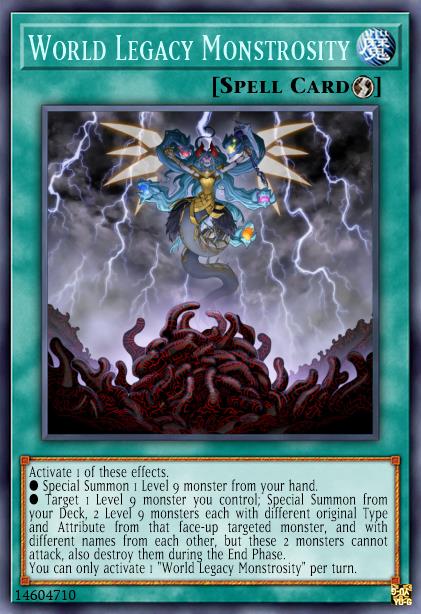 World Legacy Monstrosity
魔
[Spell Card]
Activate 1 of these effects.
● Special Summon 1 Level 9 monster from your hand.
● Target 1 Level 9 monster you control; Special Summon from
your Deck, 2 Level 9 monsters each with different original Type
and Attribute from that face-up targeted monster, and with
different names from each other, but these 2 monsters cannot
attack, also destroy them during the End Phase.
You can only activate 1 "World Legacy Monstrosity" per turn.
14604710